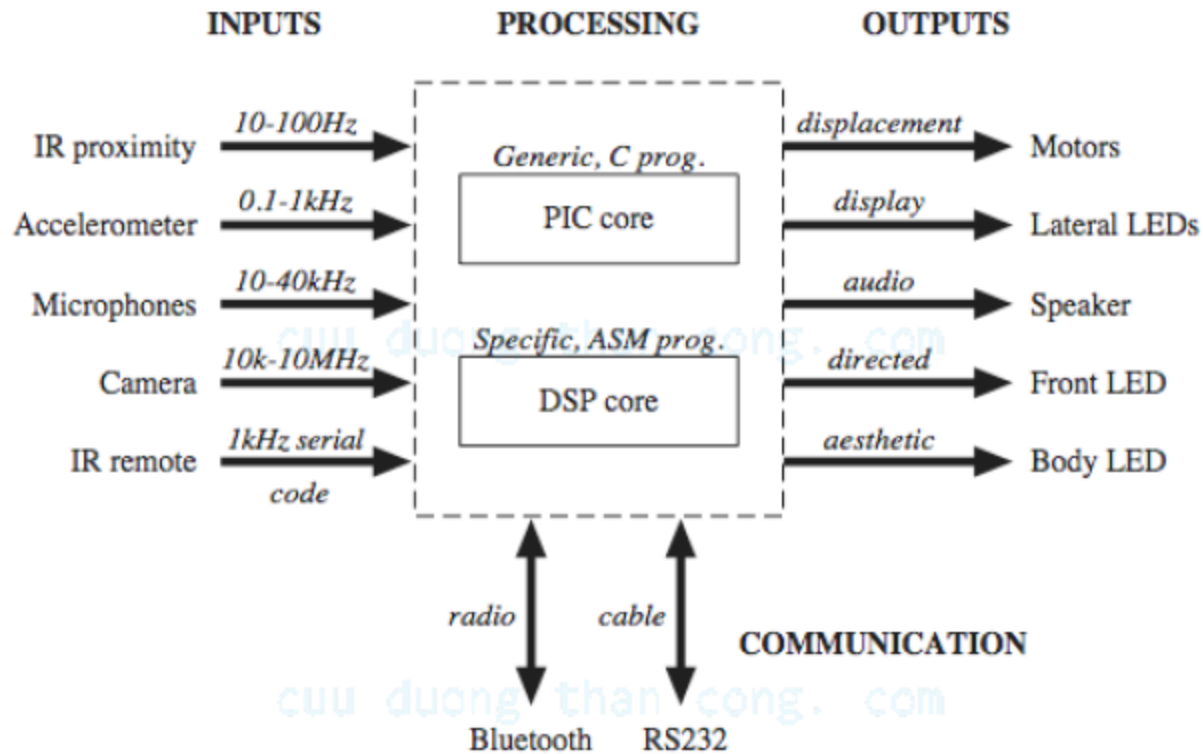 INPUTS PROCESSING OUTPUTS
IR proximity 10-100Hz displacement Motors
Generic, C prog.
Accelerometer 0.1-1kHz PIC core display Lateral LEDs
Microphones 10-40kHz audio Speaker
cuu duong than cong. com
Specific, ASM prog.
Camera 10k-10MHz DSP core directed Front LED
IR remote 1kHz serial aesthetic Body LED
code
radio cable
COMMUNICATION
cuu duong than cong. com
Bluetooth RS232